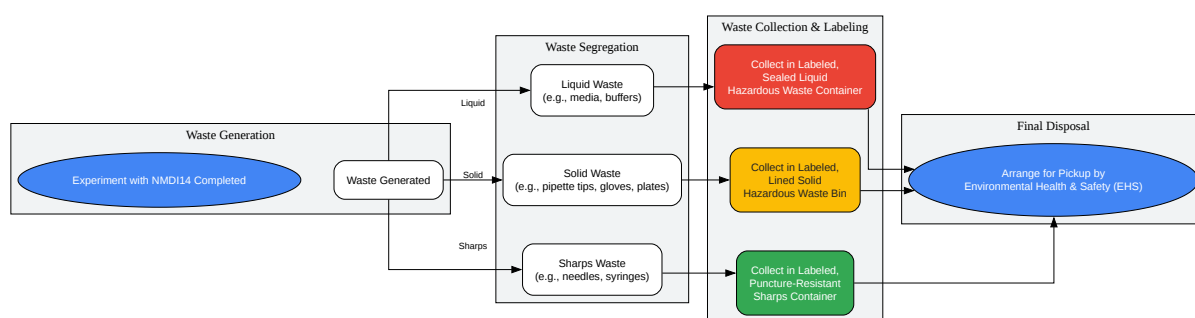 Waste Generation
Experiment with NMDI14 Completed
Waste Generated
Liquid
Solid
Sharps
Waste Segregation
Liquid Waste
(e.g., media, buffers)
Solid Waste
(e.g., pipette tips, gloves, plates)
Sharps Waste
(e.g., needles, syringes)
Waste Collection & Labeling
Collect in Labeled,
Sealed Liquid
Hazardous Waste Container
Collect in Labeled,
Lined Solid
Hazardous Waste Bin
Collect in Labeled,
Puncture-Resistant
Sharps Container
Final Disposal
Arrange for Pickup by
Environmental Health & Safety (EHS)